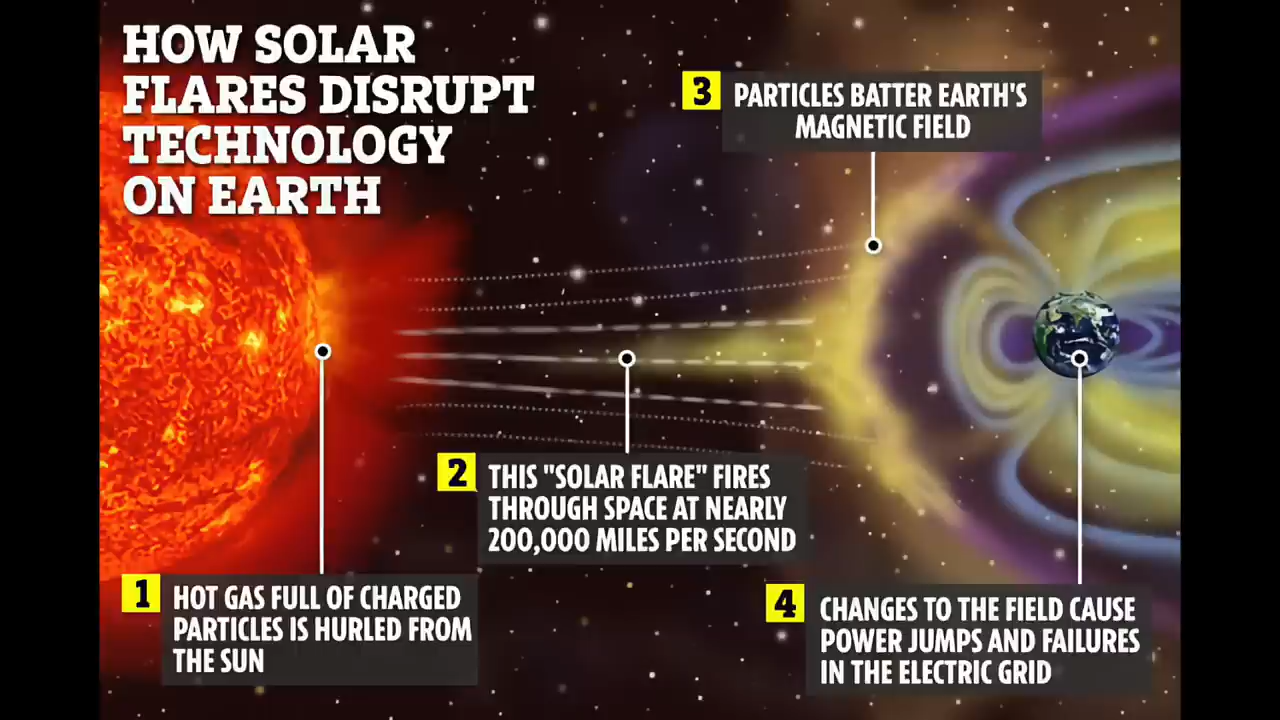 HOW SOLAR
FLARES DISRUPT
TECHNOLOGY
ON EARTH
3
PARTICLES BATTER EARTH'S
MAGNETIC FIELD
2
THIS "SOLAR FLARE" FIRES
THROUGH SPACE AT NEARLY
200,000 MILES PER SECOND
1
HOT GAS FULL OF CHARGED
PARTICLES IS HURLED FROM
THE SUN
4
CHANGES TO THE FIELD CAUSE
POWER JUMPS AND FAILURES
IN THE ELECTRIC GRID